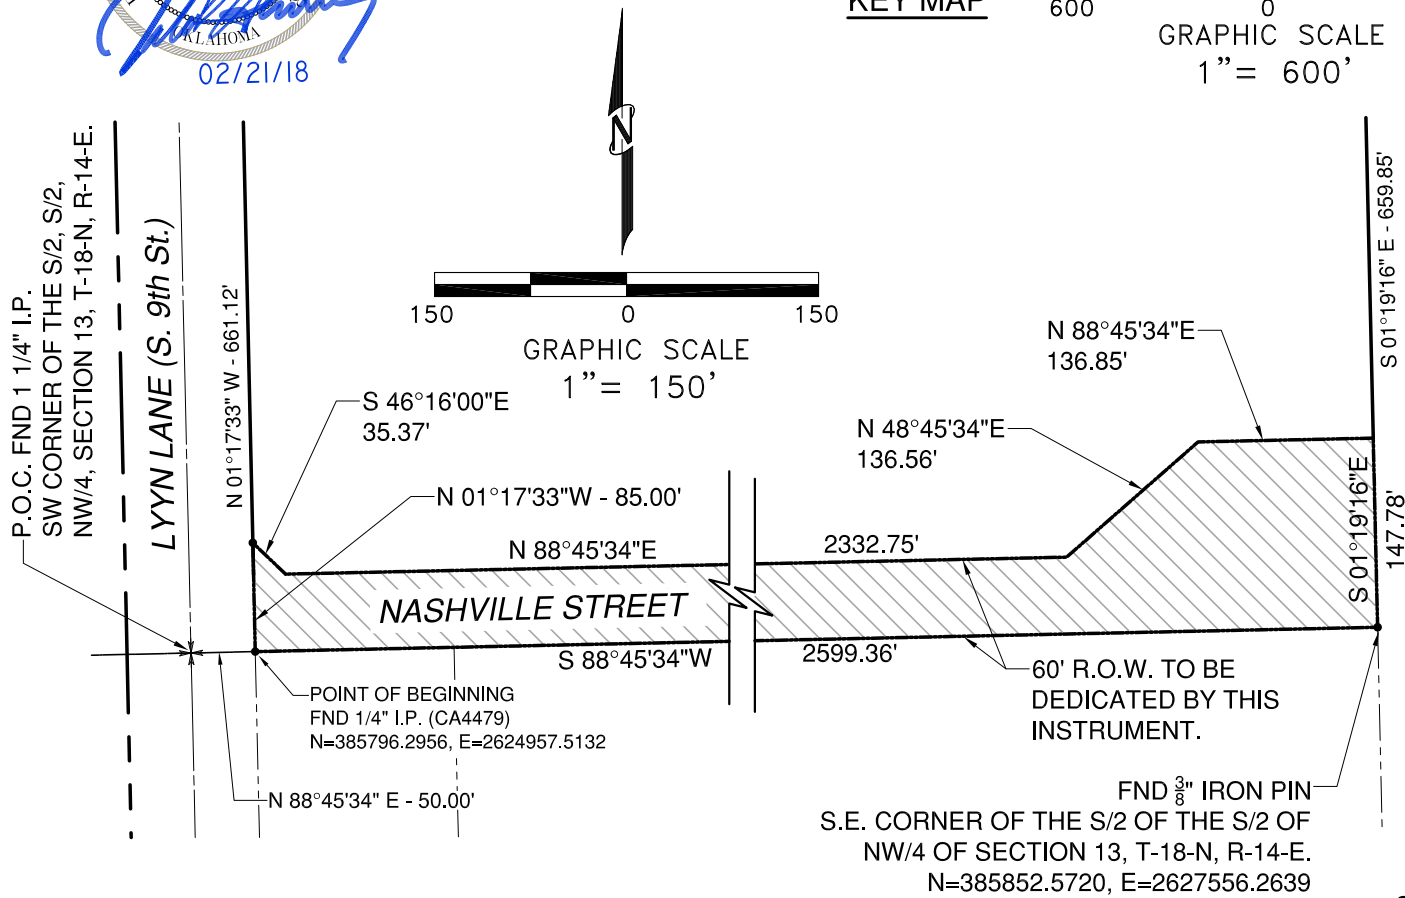 OKLAHOMA
02/21/18
KEY MAP
600
0
GRAPHIC SCALE
1"= 600'
P.O.C. FND 1 1/4" I.P.
SW CORNER OF THE S/2, S/2,
NW/4, SECTION 13, T-18-N, R-14-E.
LYYN LANE (S. 9th St.)
N 01°17'33" W - 661.12'
N
150
0
150
GRAPHIC SCALE
1"= 150'
S 01°19'16" E - 659.85'
N 88°45'34"E
136.85'
S 46°16'00"E
35.37'
N 48°45'34"E
136.56'
N 01°17'33"W - 85.00'
N 88°45'34"E
2332.75'
S 01°19'16"E
147.78'
NASHVILLE STREET
S 88°45'34"W
2599.36'
60' R.O.W. TO BE
DEDICATED BY THIS
INSTRUMENT.
POINT OF BEGINNING
FND 1/4" I.P. (CA4479)
N=385796.2956, E=2624957.5132
N 88°45'34" E - 50.00'
FND 3/8" IRON PIN
S.E. CORNER OF THE S/2 OF THE S/2 OF
NW/4 OF SECTION 13, T-18-N, R-14-E.
N=385852.5720, E=2627556.2639